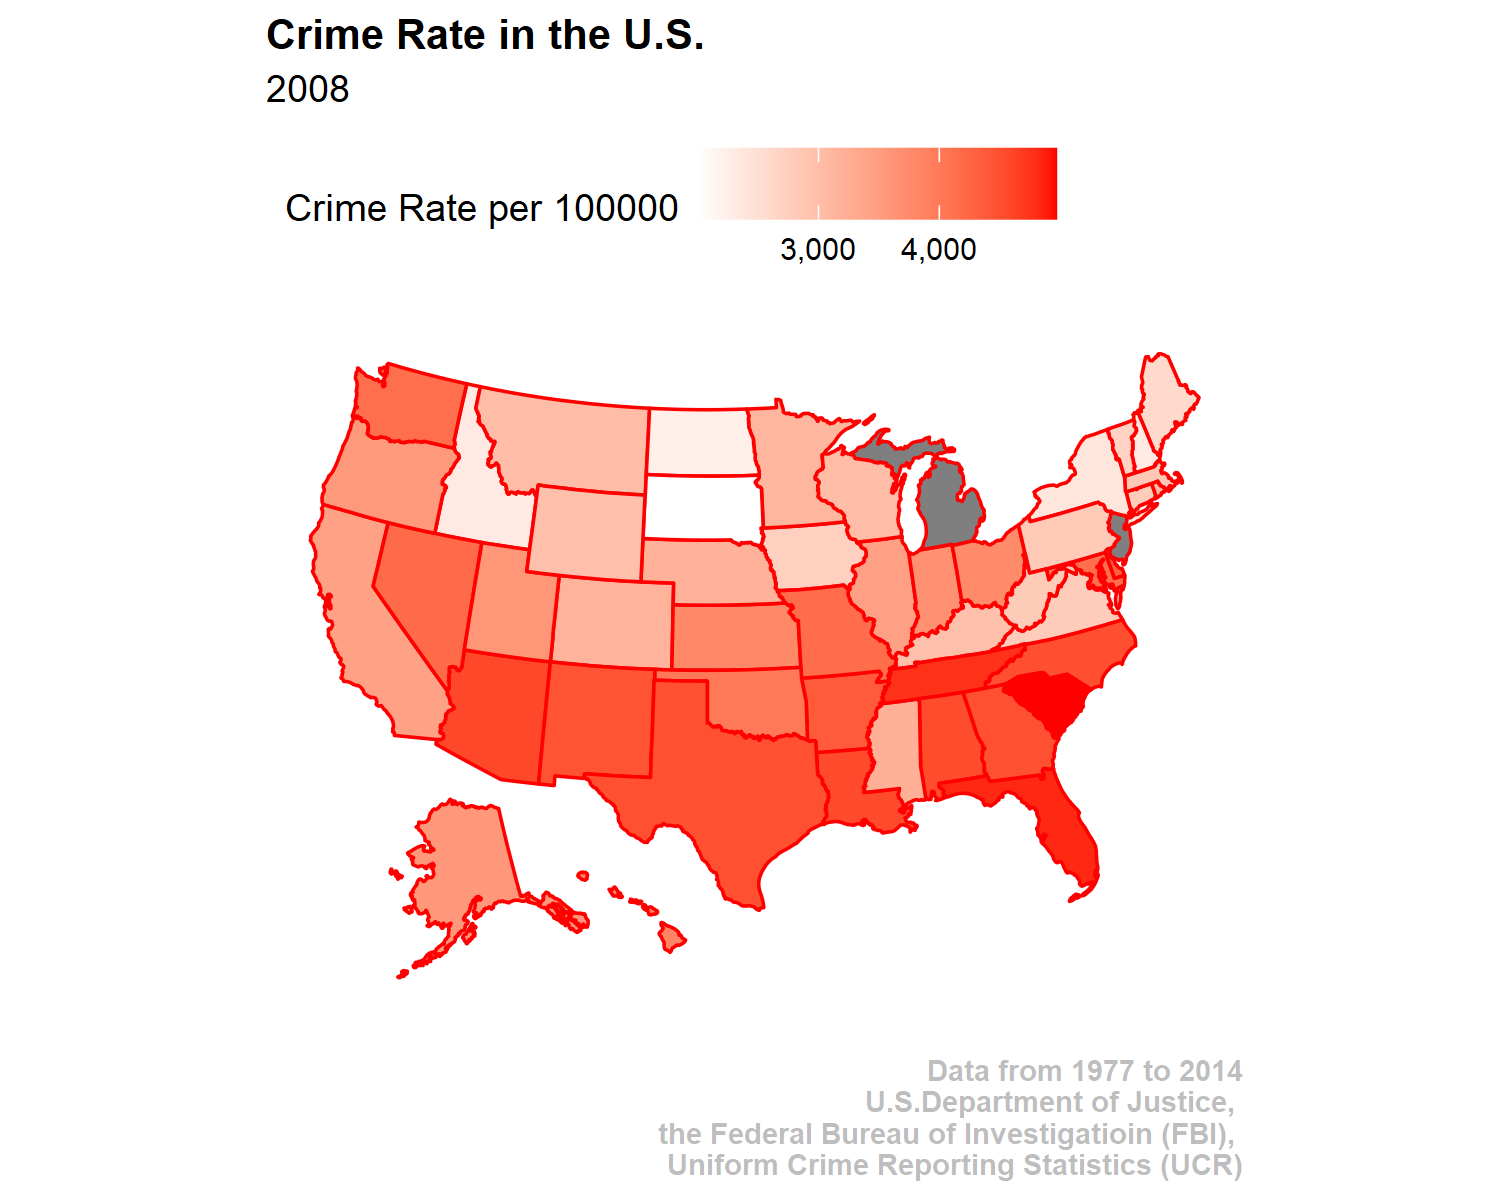 Crime Rate in the U.S.
2008
Crime Rate per 100000
3,000 4,000
Data from 1977 to 2014
U.S.Department of Justice,
the Federal Bureau of Investigatioin (FBI),
Uniform Crime Reporting Statistics (UCR)